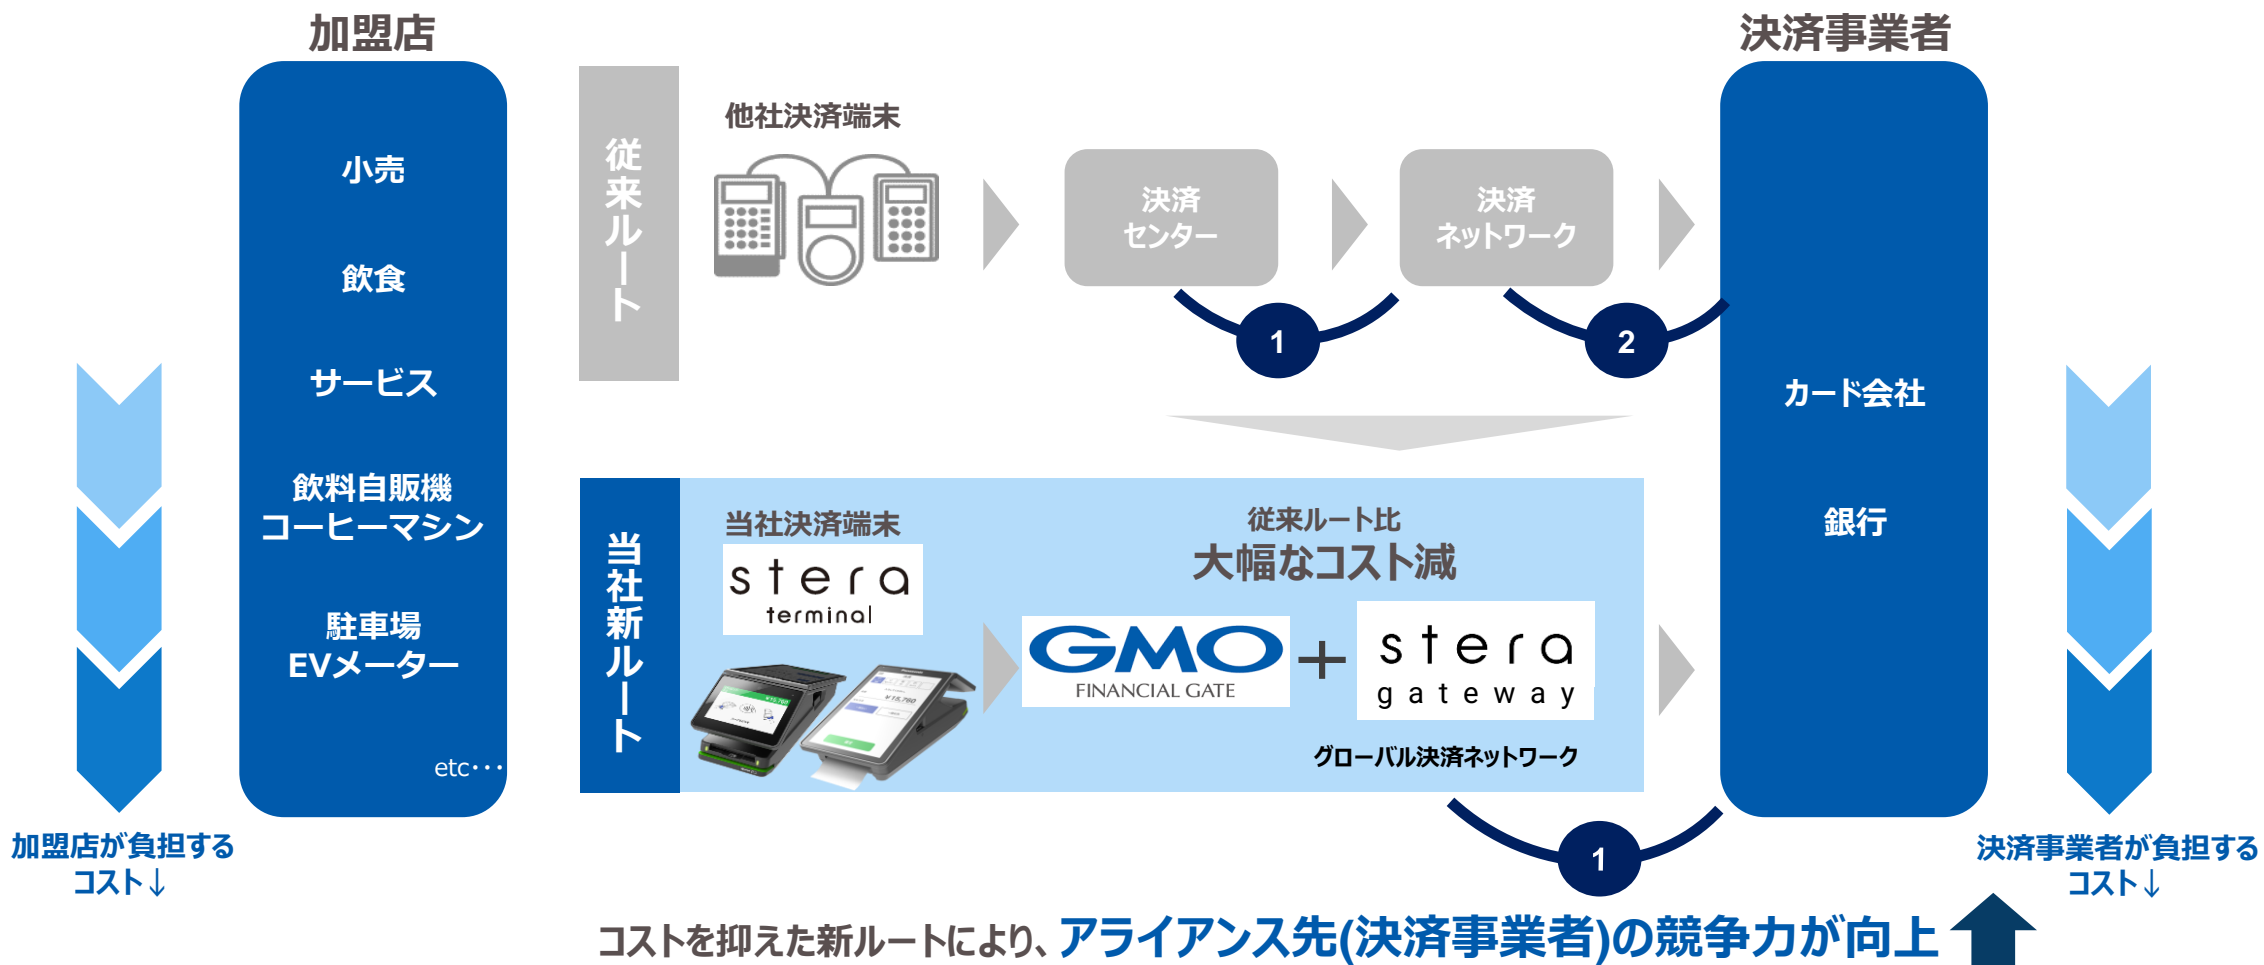 加盟店
決済事業者
小売
飲食
サービス
飲料自販機
コーヒーマシン
駐車場
EVメーター
etc･･･
従来ルート
他社決済端末
決済
センター
決済
ネットワーク
1
2
カード会社
銀行
当社新ルート
当社決済端末
stera
terminal
従来ルート比
大幅なコスト減
GMO
FINANCIAL GATE
+
stera
gateway
グローバル決済ネットワーク
1
加盟店が負担する
コスト↓
決済事業者が負担する
コスト↓
コストを抑えた新ルートにより、アライアンス先(決済事業者)の競争力が向上